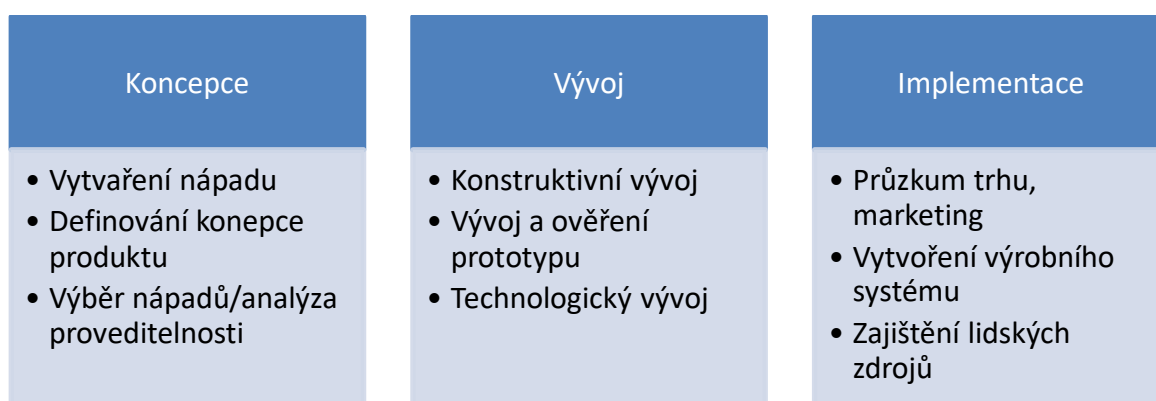 Koncepce
• Vytvaření nápadu
• Definování konepce
produktu
• Výběr nápadů/analýza
proveditelnosti
Vývoj
• Konstruktivní vývoj
• Vývoj a ověření
prototypu
• Technologický vývoj
Implementace
• Průzkum trhu,
marketing
• Vytvoření výrobního
systému
• Zajištění lidských
zdrojů